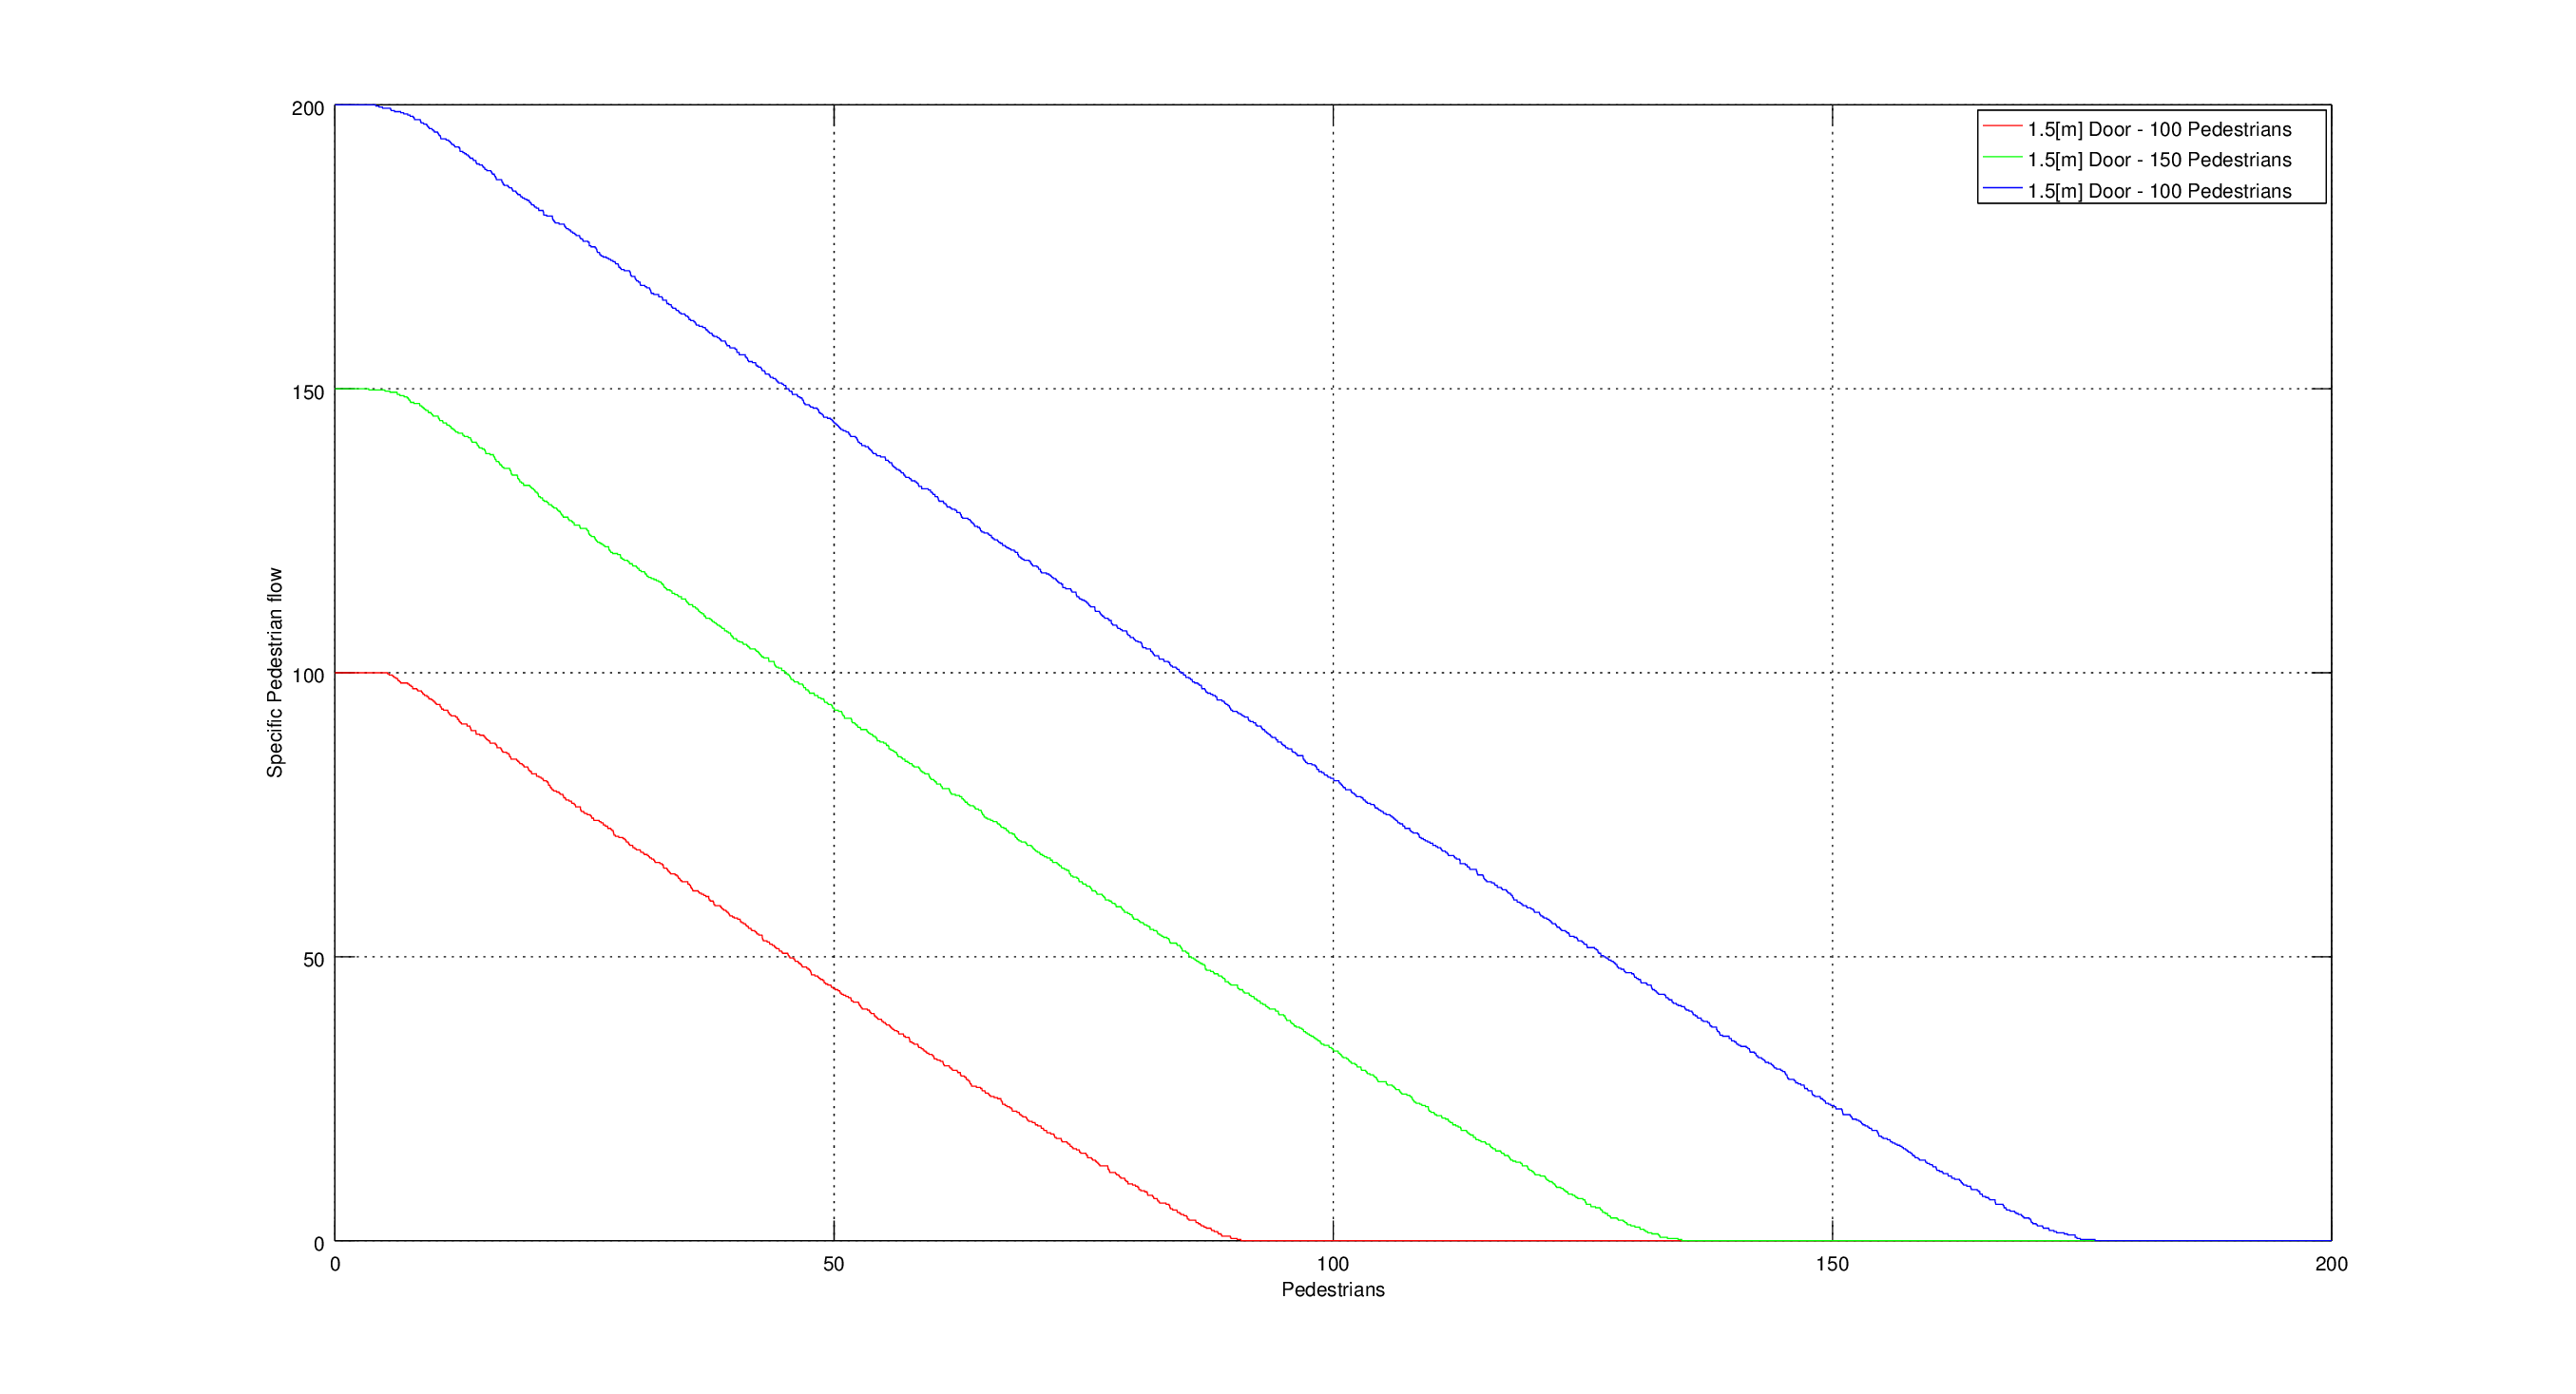 200
150
100
50
0
Specific Pedestrian flow
1.5[m] Door - 100 Pedestrians
1.5[m] Door - 150 Pedestrians
1.5[m] Door - 100 Pedestrians
0 50 100 150 200
Pedestrians